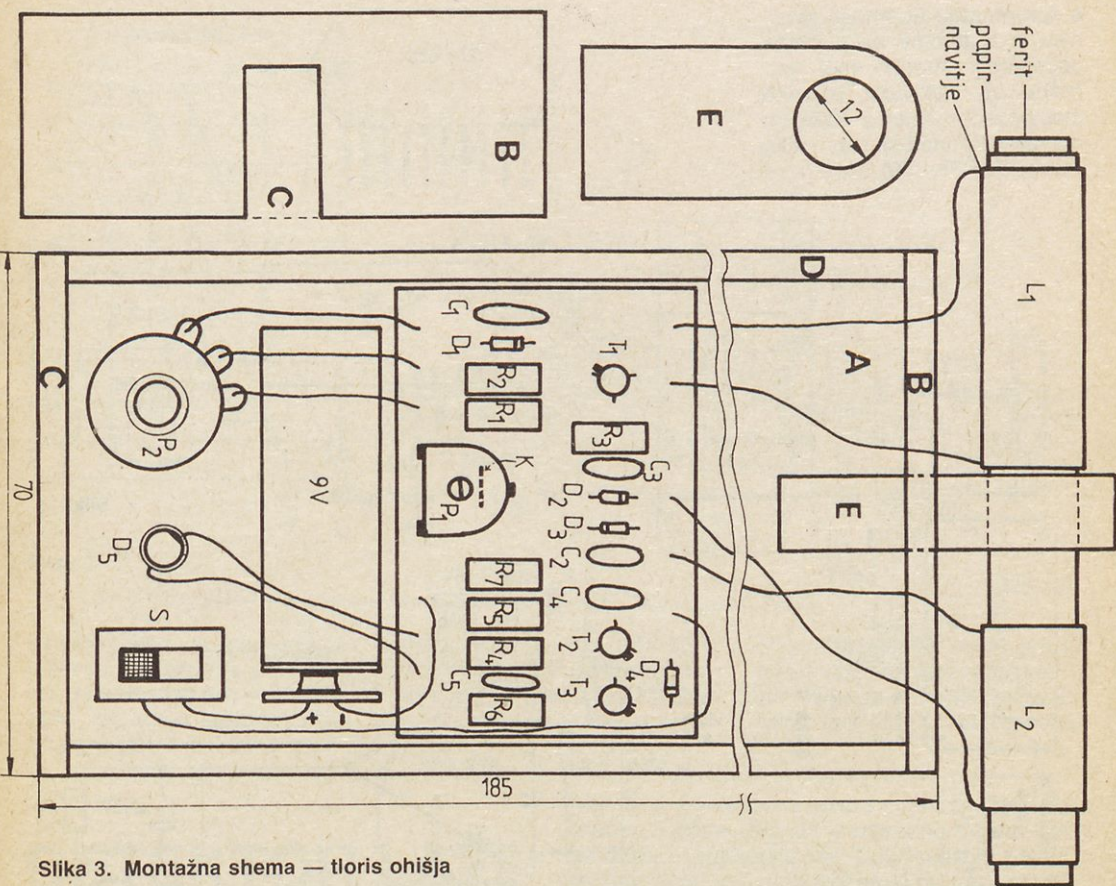 ferit
papir
navitje
B
C
E
12
L₁
D
A
B
C
E
C₁
D₁
R₂
R₁
T₁
R₃
C₃
D₂
D₃
C₂
C₄
T₂
T₃
D₄
K
P₁
R₇
R₅
R₄
C₅
R₆
P₂
9V
D₅
S
+ -
L₂
70
185
Slika 3. Montažna shema — tloris ohišja